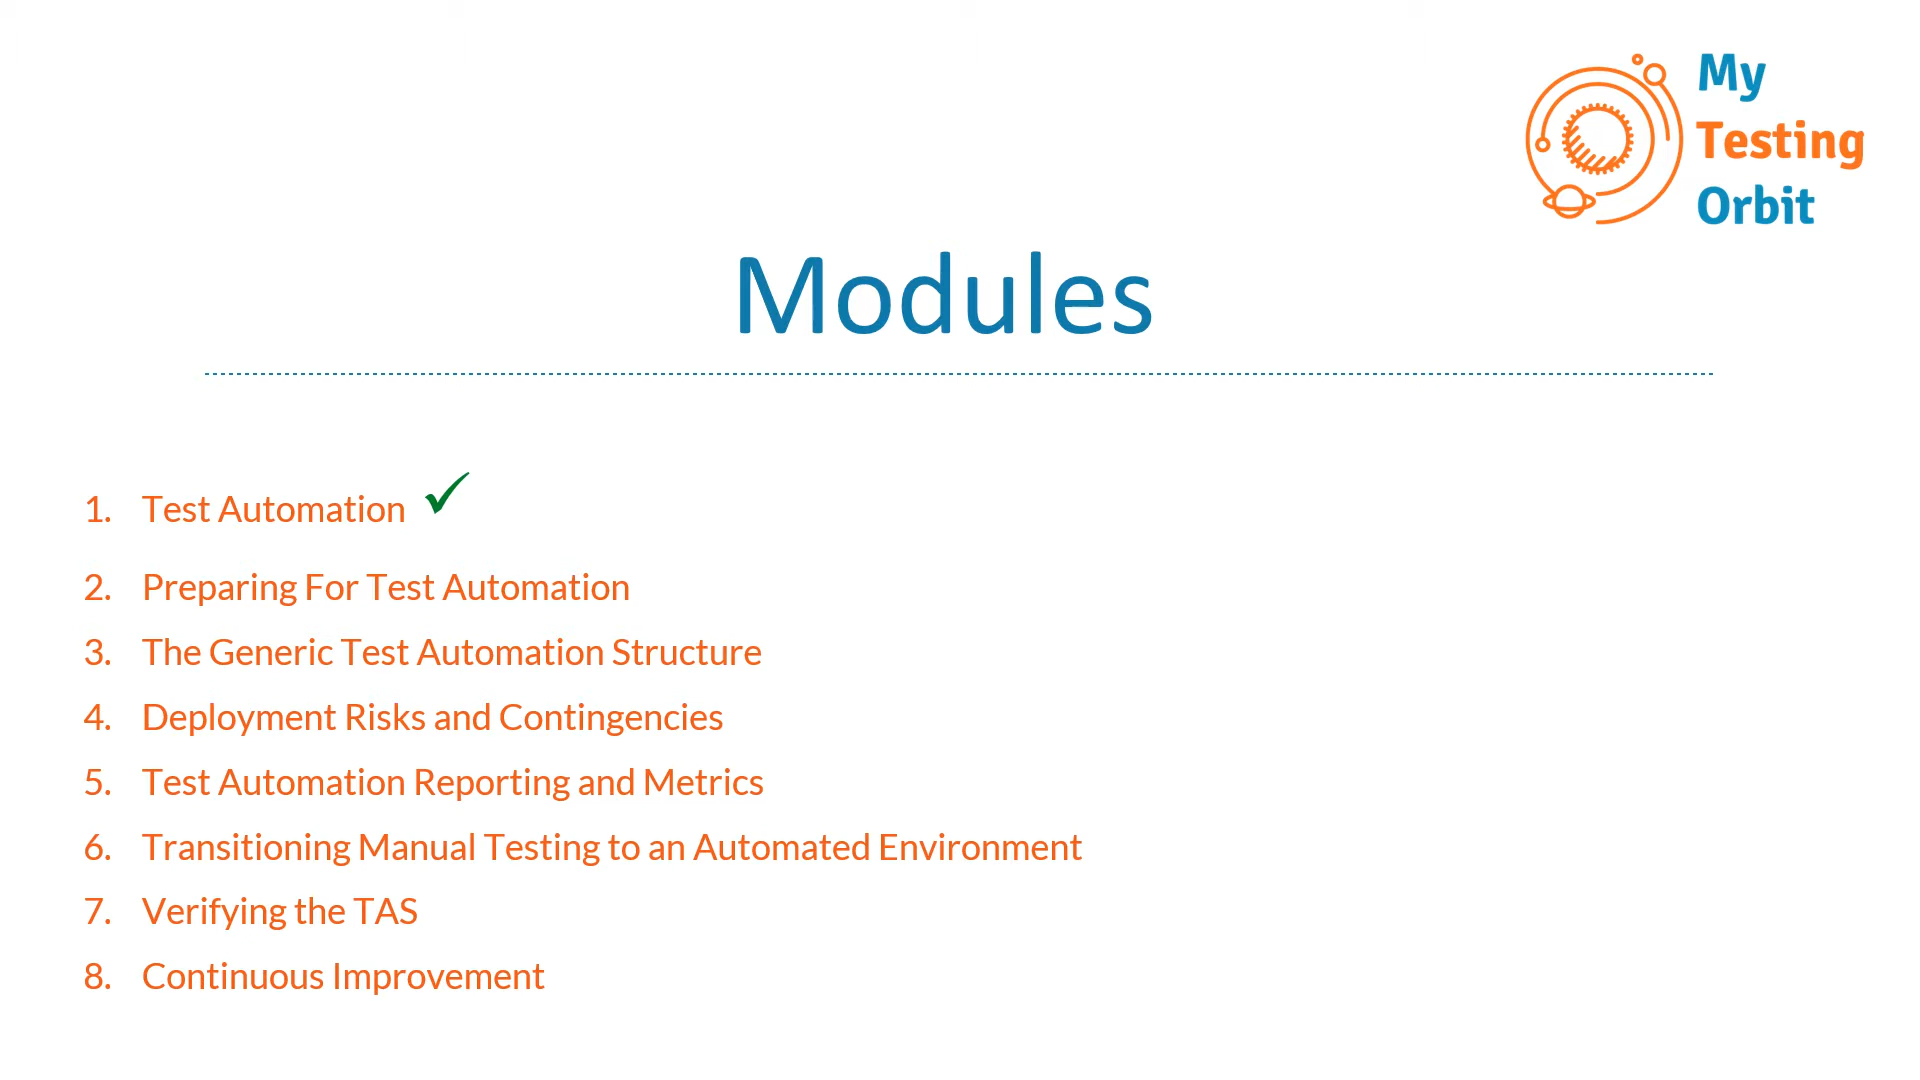 My
Testing
Orbit
Modules
1. Test Automation ✓
2. Preparing For Test Automation
3. The Generic Test Automation Structure
4. Deployment Risks and Contingencies
5. Test Automation Reporting and Metrics
6. Transitioning Manual Testing to an Automated Environment
7. Verifying the TAS
8. Continuous Improvement